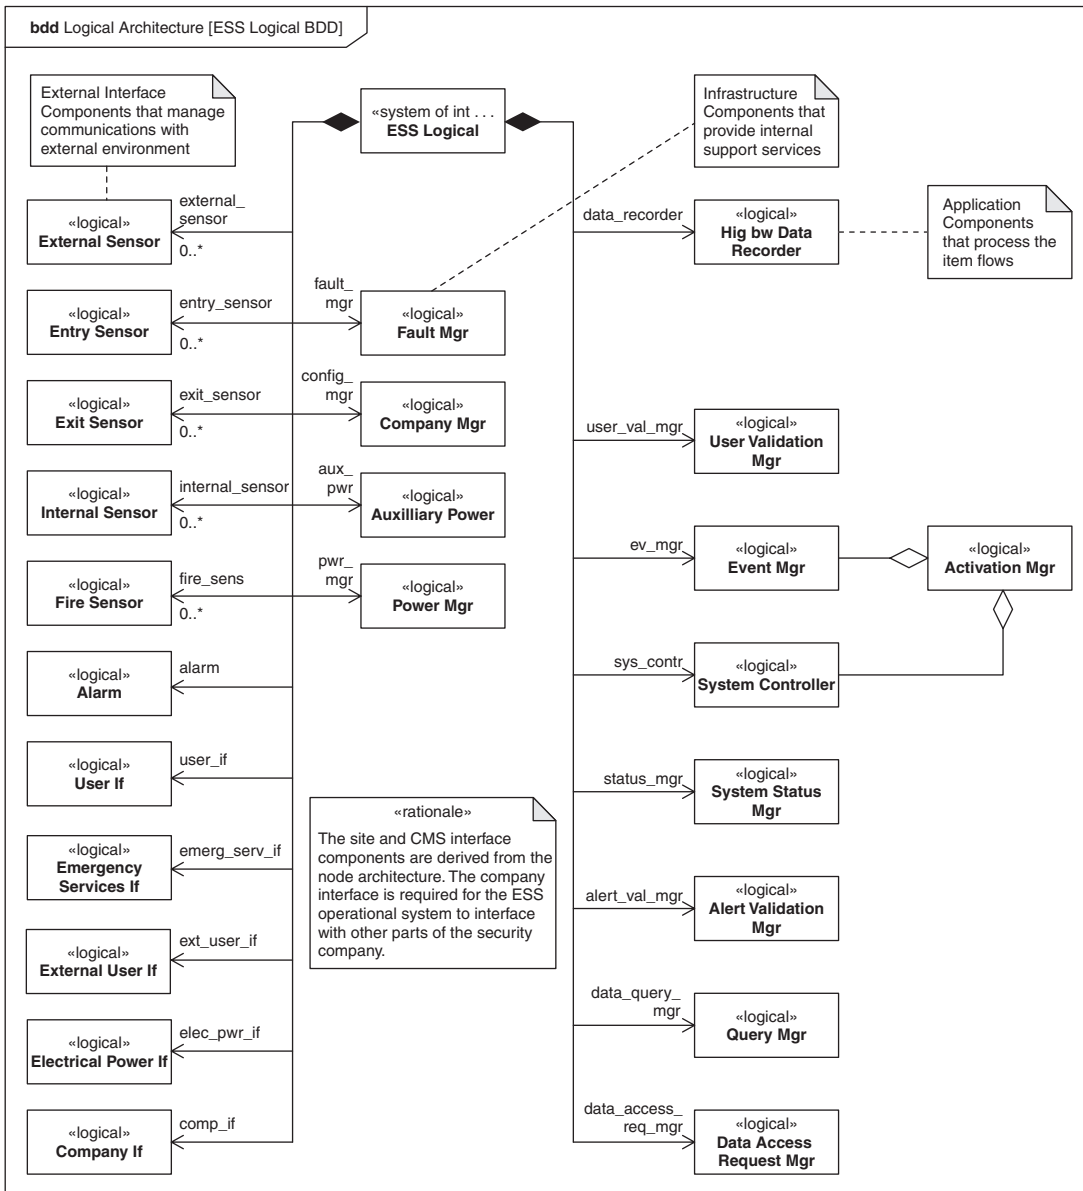 bdd Logical Architecture [ESS Logical BDD]
External Interface
Components that manage
communications with
external environment
«system of int . . .
ESS Logical
Infrastructure
Components that
provide internal
support services
Application
Components
that process the
item flows
«logical»
External Sensor
external_
sensor
0..*
data_recorder
«logical»
Hig bw Data
Recorder
«logical»
Entry Sensor
entry_sensor
0..*
fault_
mgr
«logical»
Fault Mgr
«logical»
Exit Sensor
exit_sensor
0..*
config_
mgr
«logical»
Company Mgr
user_val_mgr
«logical»
User Validation
Mgr
«logical»
Internal Sensor
internal_sensor
0..*
aux_
pwr
«logical»
Auxilliary Power
ev_mgr
«logical»
Event Mgr
«logical»
Activation Mgr
«logical»
Fire Sensor
fire_sens
0..*
pwr_
mgr
«logical»
Power Mgr
«logical»
Alarm
alarm
sys_contr
«logical»
System Controller
«logical»
User If
user_if
status_mgr
«logical»
System Status
Mgr
«rationale»
The site and CMS interface
components are derived from the
node architecture. The company
interface is required for the ESS
operational system to interface
with other parts of the security
company.
«logical»
Emergency
Services If
emerg_serv_if
alert_val_mgr
«logical»
Alert Validation
Mgr
«logical»
External User If
ext_user_if
data_query_
mgr
«logical»
Query Mgr
«logical»
Electrical Power If
elec_pwr_if
«logical»
Company If
comp_if
data_access_
req_mgr
«logical»
Data Access
Request Mgr